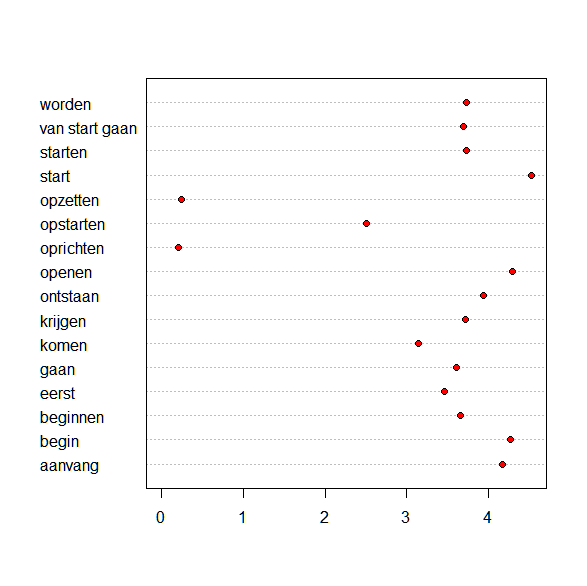 worden
van start gaan
starten
start
opzetten
opstarten
oprichten
openen
ontstaan
krijgen
komen
gaan
eerst
beginnen
begin
aanvang
0 1 2 3 4